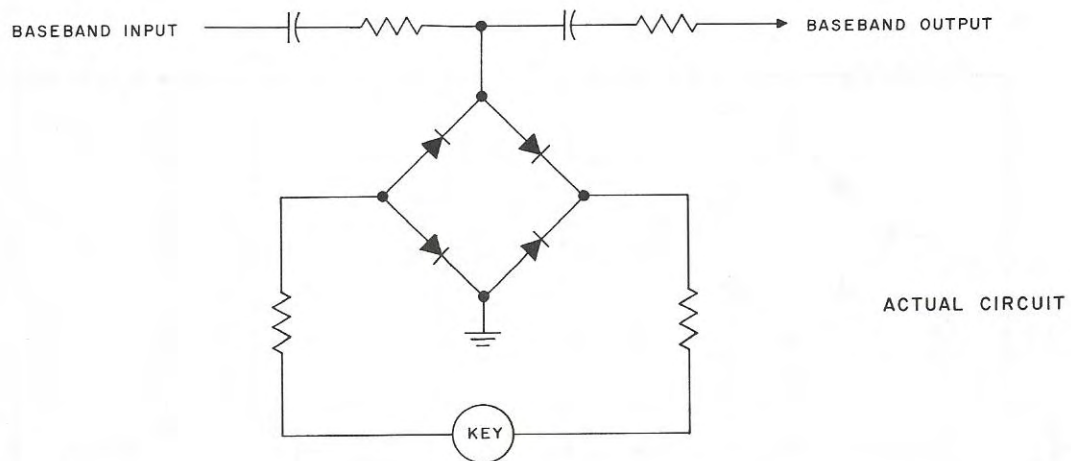 BASEBAND INPUT
BASEBAND OUTPUT
ACTUAL CIRCUIT
KEY